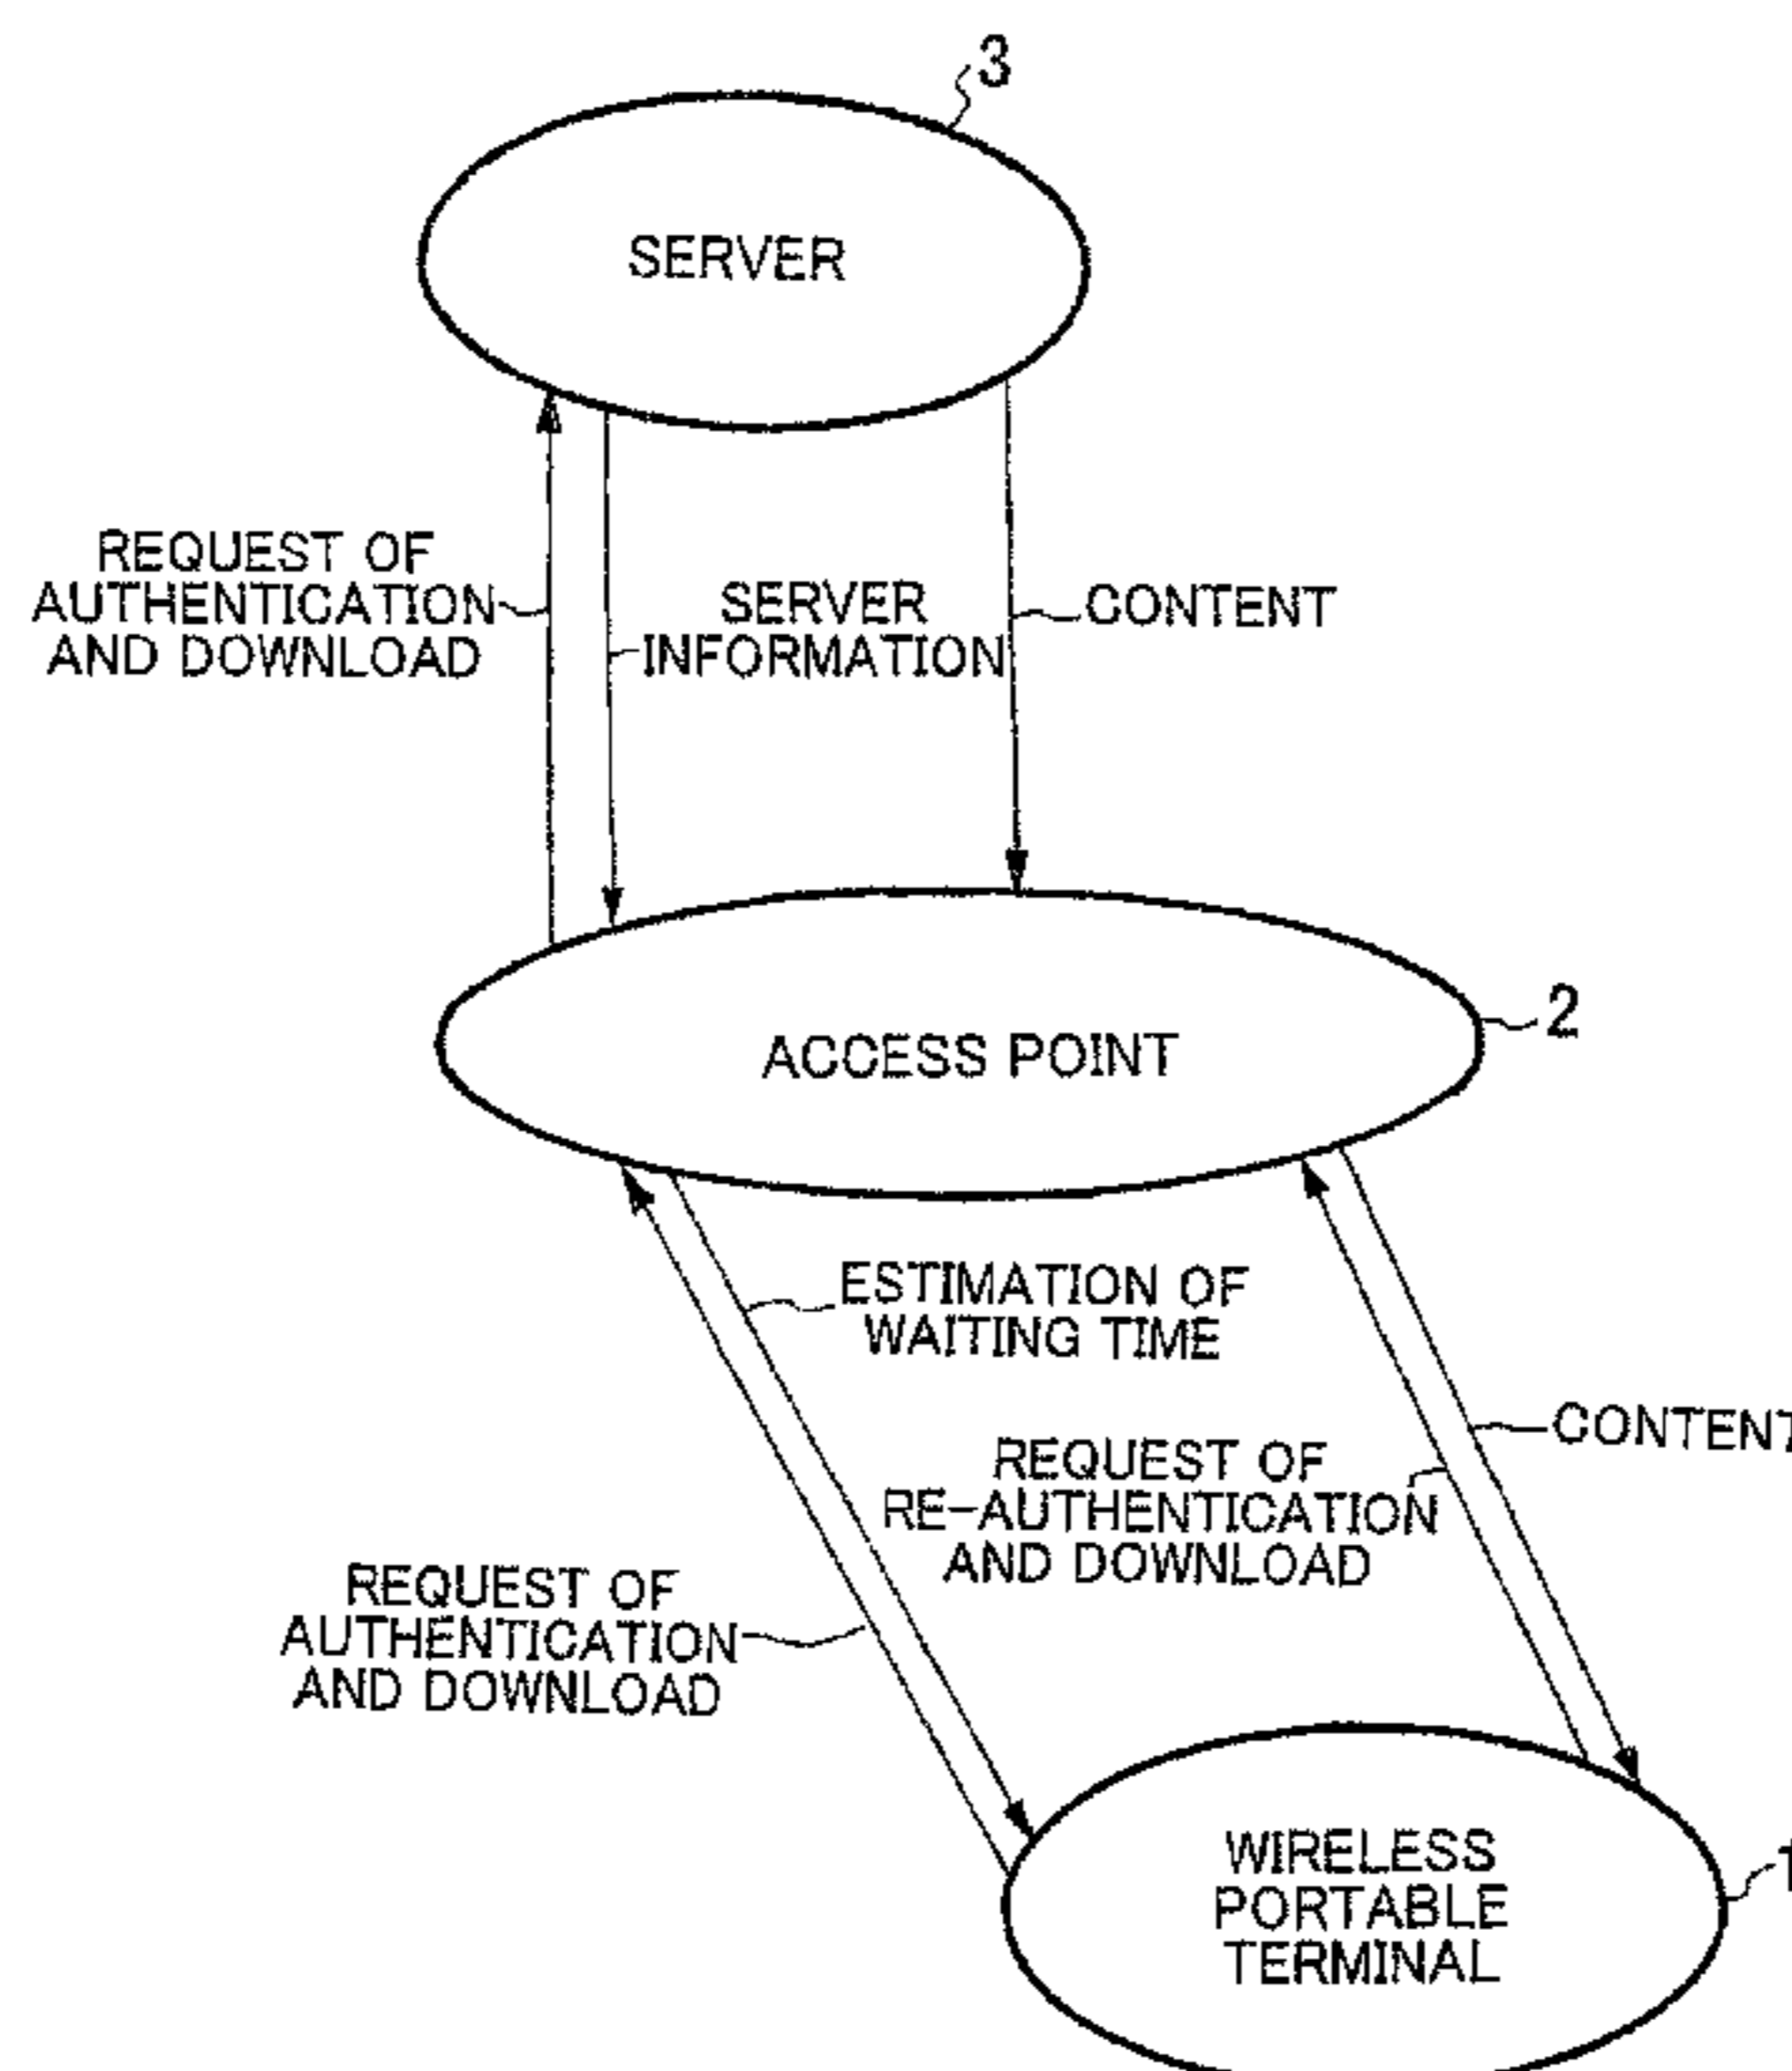 3
SERVER
REQUEST OF
AUTHENTICATION
AND DOWNLOAD
SERVER
INFORMATION
CONTENT
2
ACCESS POINT
ESTIMATION OF
WAITING TIME
CONTENT
REQUEST OF
RE-AUTHENTICATION
AND DOWNLOAD
REQUEST OF
AUTHENTICATION
AND DOWNLOAD
WIRELESS
PORTABLE
TERMINAL
1